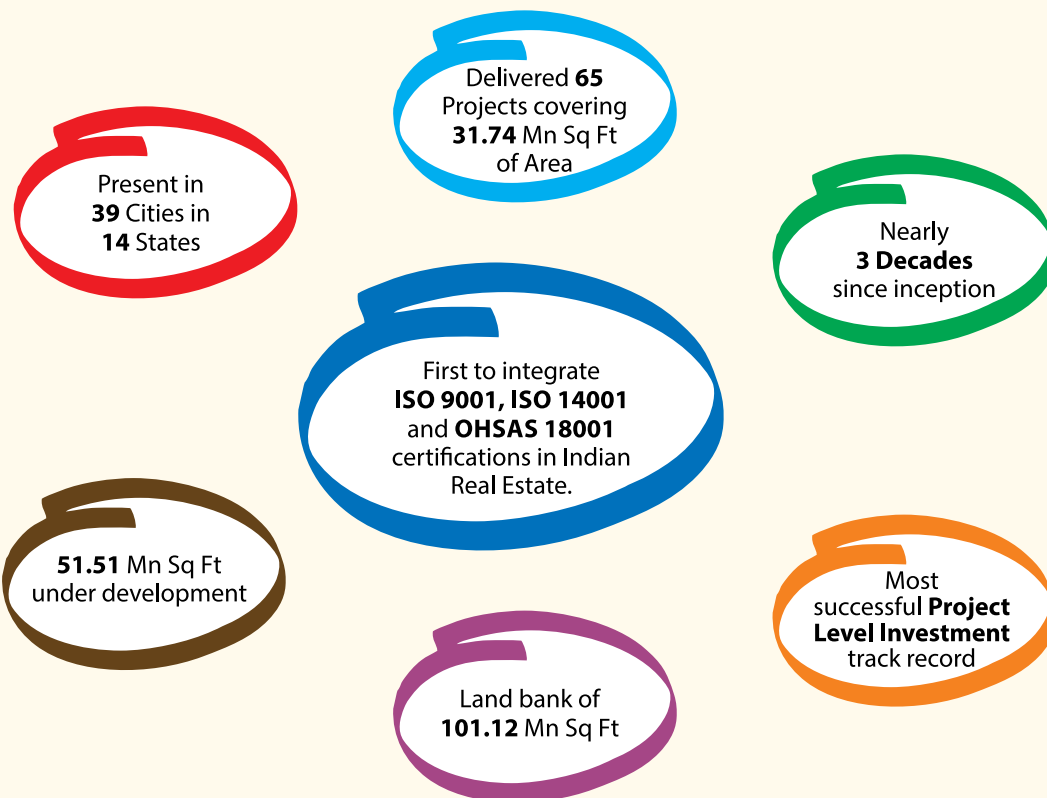 Delivered 65
Projects covering
31.74 Mn Sq Ft
of Area
Present in
39 Cities in
14 States
Nearly
3 Decades
since inception
First to integrate
ISO 9001, ISO 14001
and OHSAS 18001
certifications in Indian
Real Estate.
51.51 Mn Sq Ft
under development
Most
successful Project
Level Investment
track record
Land bank of
101.12 Mn Sq Ft